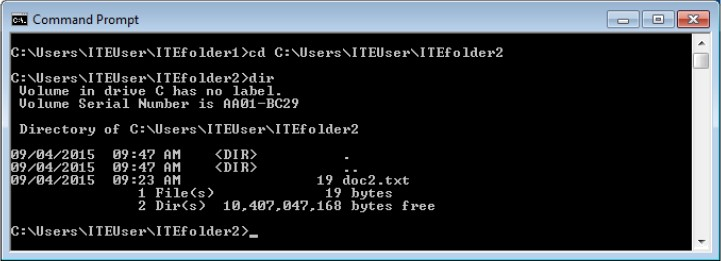 Command Prompt
C:\Users\ITEUser\ITEfolder1>cd C:\Users\ITEUser\ITEfolder2
C:\Users\ITEUser\ITEfolder2>dir
Volume in drive C has no label.
Volume Serial Number is AA01-BC29
Directory of C:\Users\ITEUser\ITEfolder2
09/04/2015  09:47 AM    <DIR>          .
09/04/2015  09:47 AM    <DIR>          ..
09/04/2015  09:23 AM                19 doc2.txt
1 File(s)             19 bytes
2 Dir(s)  10,407,047,168 bytes free
C:\Users\ITEUser\ITEfolder2>_